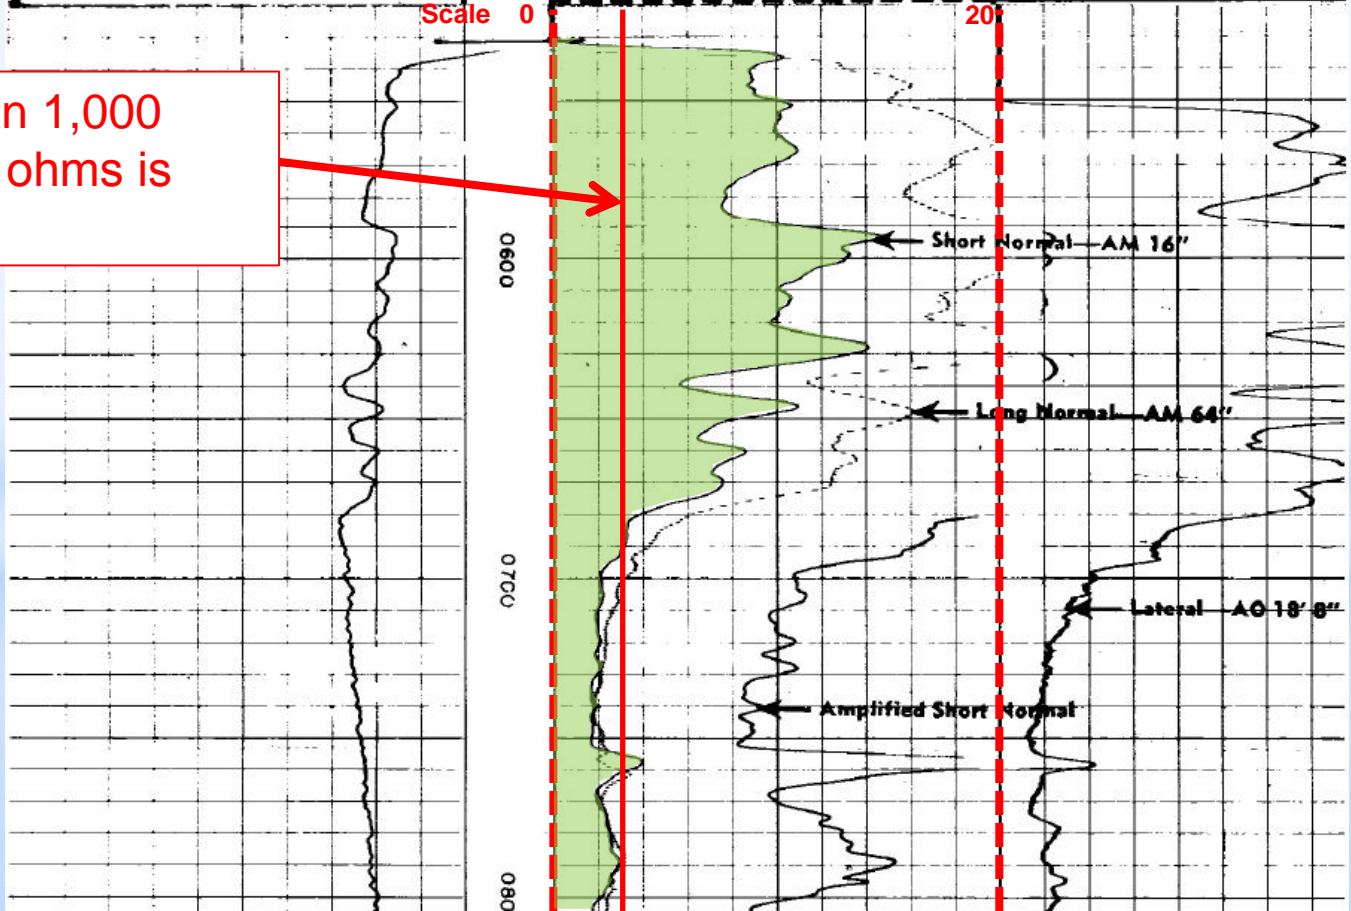 Scale 0 20
n 1,000
ohms is
Short Normal—AM 16"
0090
Long Normal—AM 64"
0700
Lateral—AO 18' 8"
Amplified Short Normal
080